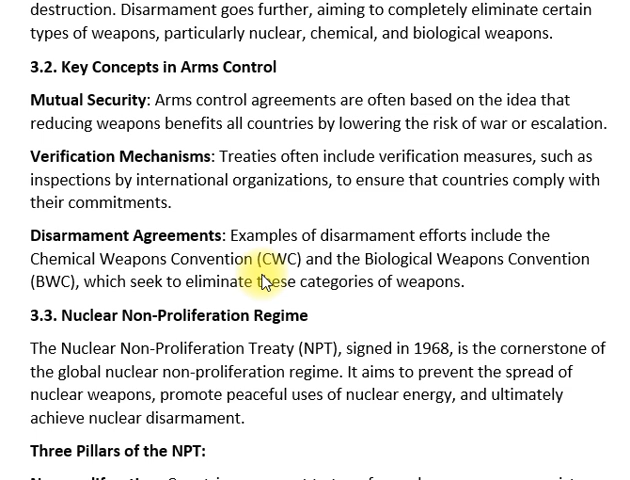 destruction. Disarmament goes further, aiming to completely eliminate certain
types of weapons, particularly nuclear, chemical, and biological weapons.
3.2. Key Concepts in Arms Control
Mutual Security: Arms control agreements are often based on the idea that
reducing weapons benefits all countries by lowering the risk of war or escalation.
Verification Mechanisms: Treaties often include verification measures, such as
inspections by international organizations, to ensure that countries comply with
their commitments.
Disarmament Agreements: Examples of disarmament efforts include the
Chemical Weapons Convention (CWC) and the Biological Weapons Convention
(BWC), which seek to eliminate these categories of weapons.
3.3. Nuclear Non-Proliferation Regime
The Nuclear Non-Proliferation Treaty (NPT), signed in 1968, is the cornerstone of
the global nuclear non-proliferation regime. It aims to prevent the spread of
nuclear weapons, promote peaceful uses of nuclear energy, and ultimately
achieve nuclear disarmament.
Three Pillars of the NPT: